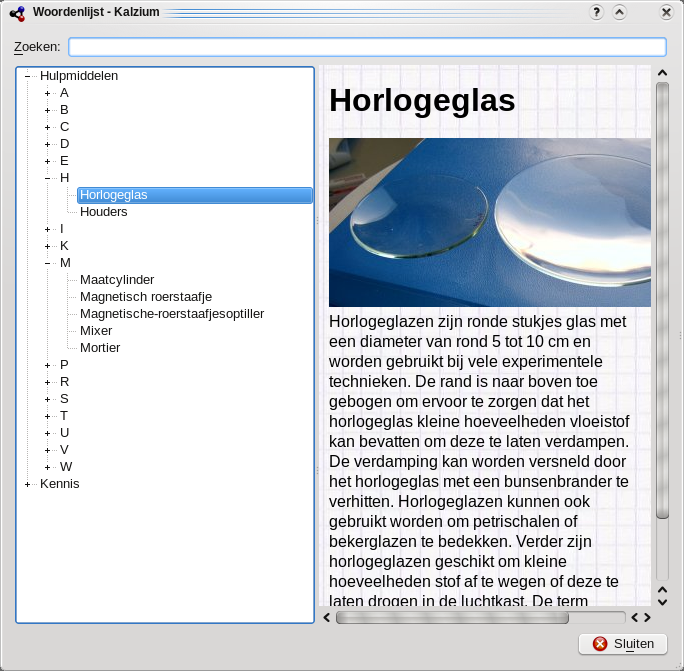 Woordenlijst - Kalzium
Zoeken:
Hulpmiddelen
A
B
C
D
E
H
Horlogeglas
Houders
I
K
M
Maatcylinder
Magnetisch roerstaafje
Magnetische-roerstaafjesoptiller
Mixer
Mortier
P
R
S
T
U
V
W
Kennis
Horlogeglas
Horlogeglazen zijn ronde stukjes glas met
een diameter van rond 5 tot 10 cm en
worden gebruikt bij vele experimentele
technieken. De rand is naar boven toe
gebogen om ervoor te zorgen dat het
horlogeglas kleine hoeveelheden vloeistof
kan bevatten om deze te laten verdampen.
De verdamping kan worden versneld door
het horlogeglas met een bunsenbrander te
verhitten. Horlogeglazen kunnen ook
gebruikt worden om petrischalen of
bekerglazen te bedekken. Verder zijn
horlogeglazen geschikt om kleine
hoeveelheden stof af te wegen of deze te
laten drogen in de luchtkast. De term
Sluiten